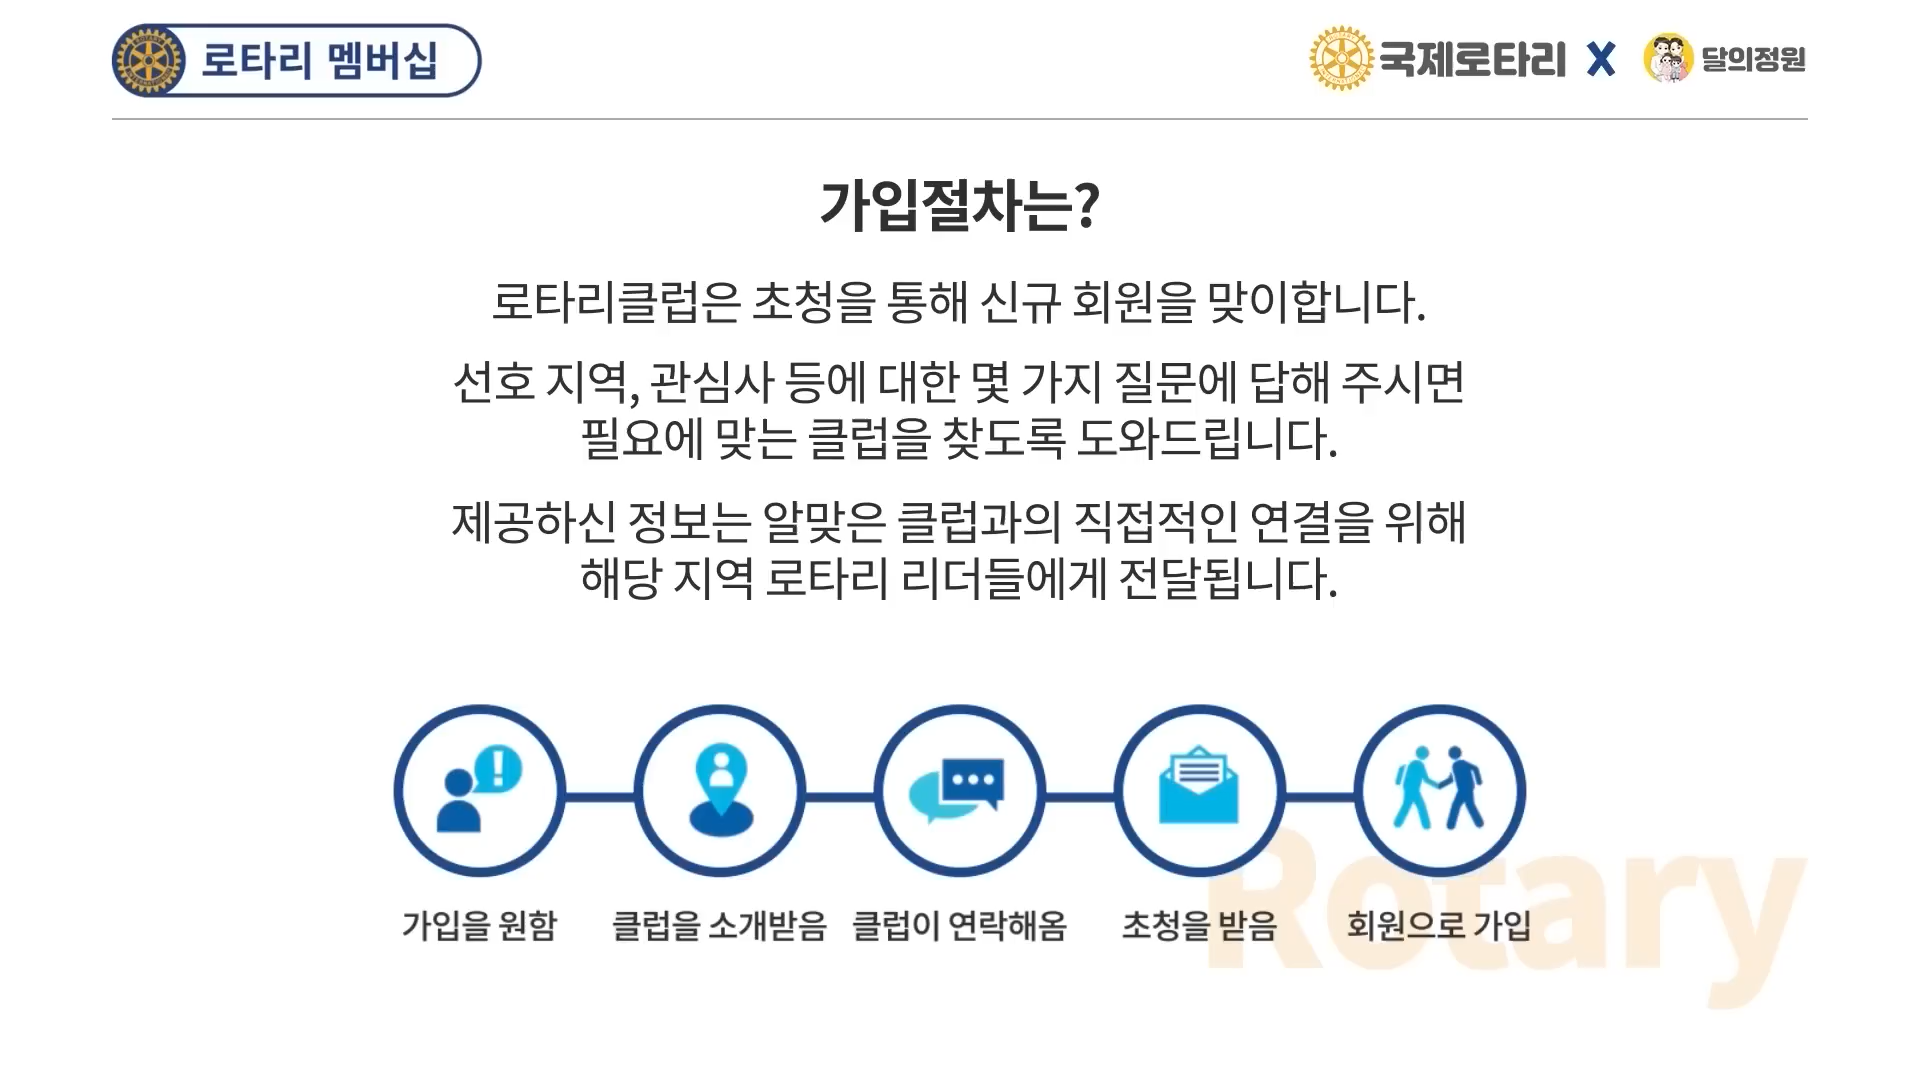 로타리 멤버십
국제로타리 X 달의정원
가입절차는?
로타리클럽은 초청을 통해 신규 회원을 맞이합니다.
선호 지역, 관심사 등에 대한 몇 가지 질문에 답해 주시면
필요에 맞는 클럽을 찾도록 도와드립니다.
제공하신 정보는 알맞은 클럽과의 직접적인 연결을 위해
해당 지역 로타리 리더들에게 전달됩니다.
가입을 원함
클럽을 소개받음
클럽이 연락해옴
초청을 받음
회원으로 가입
Rotary